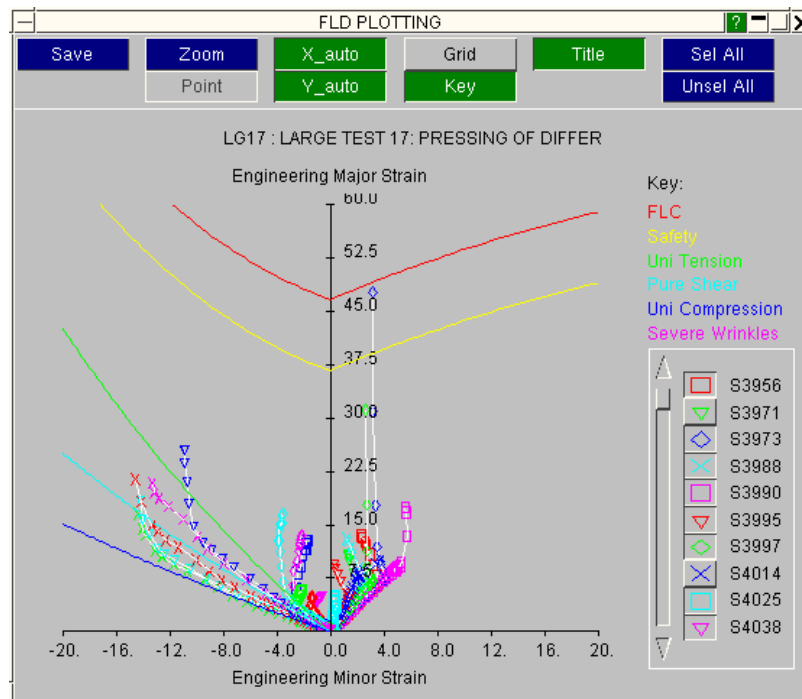 FLD PLOTTING
?
Save Zoom X_auto Grid Title Sel All
Point Y_auto Key Unsel All
LG17 : LARGE TEST 17: PRESSING OF DIFFER
Engineering Major Strain
60.0
52.5
45.0
37.5
30.0
22.5
15.0
7.5
-20. -16. -12. -8.0 -4.0 0.0 4.0 8.0 12. 16. 20.
Engineering Minor Strain
Key:
FLC
Safety
Uni Tension
Pure Shear
Uni Compression
Severe Wrinkles
S3956
S3971
S3973
S3988
S3990
S3995
S3997
S4014
S4025
S4038